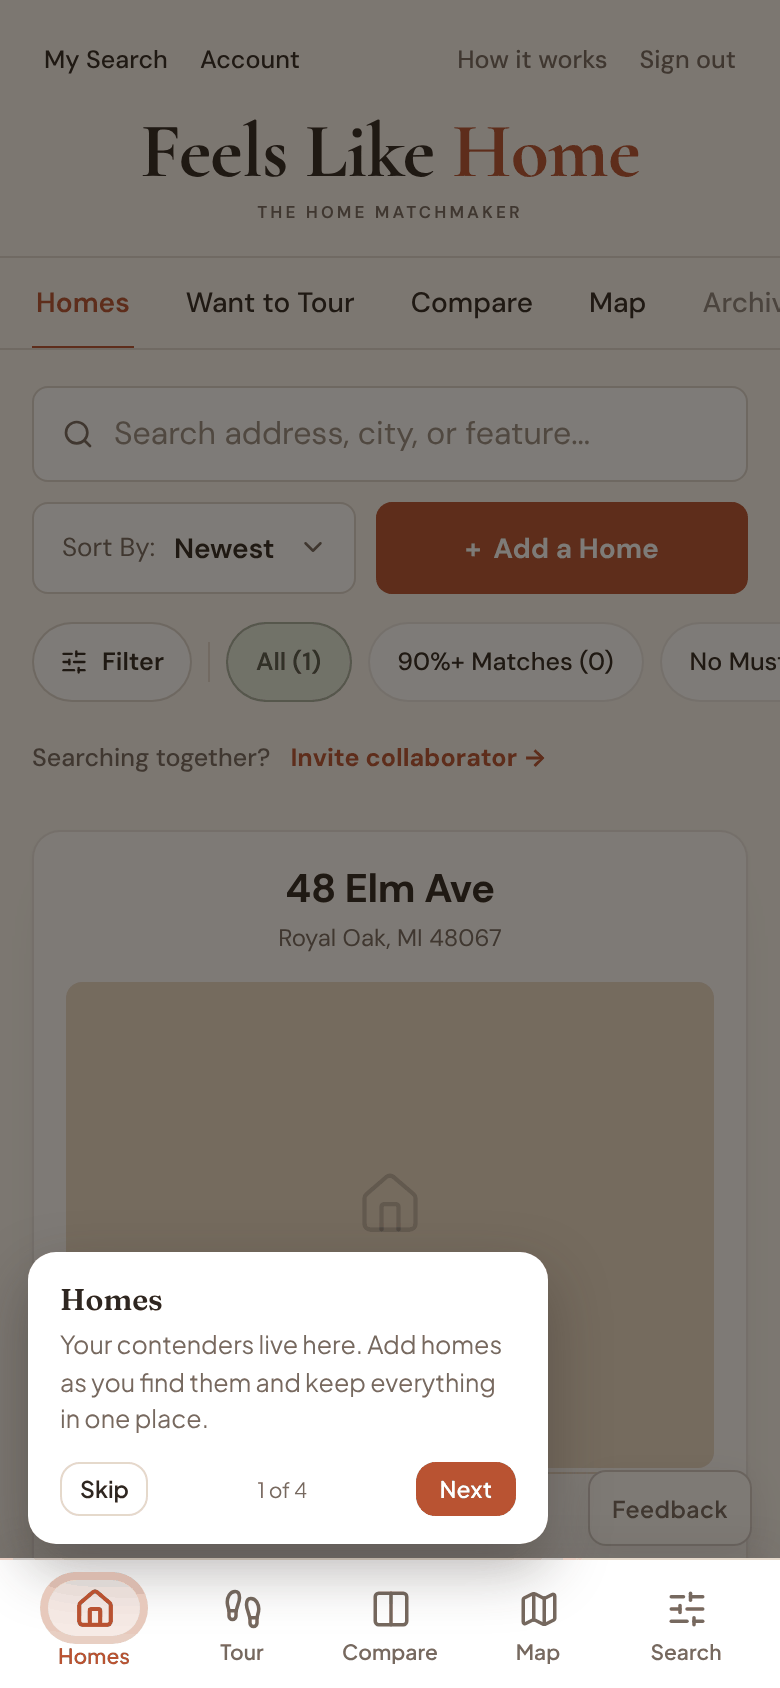 My Search Account How it works Sign out
Feels Like Home
THE HOME MATCHMAKER
Homes Want to Tour Compare Map Archiv
Search address, city, or feature...
Sort By: Newest
+ Add a Home
Filter All (1) 90%+ Matches (0) No Mus
Searching together? Invite collaborator →
48 Elm Ave
Royal Oak, MI 48067
Homes
Your contenders live here. Add homes
as you find them and keep everything
in one place.
Skip 1 of 4 Next
Feedback
Homes Tour Compare Map Search